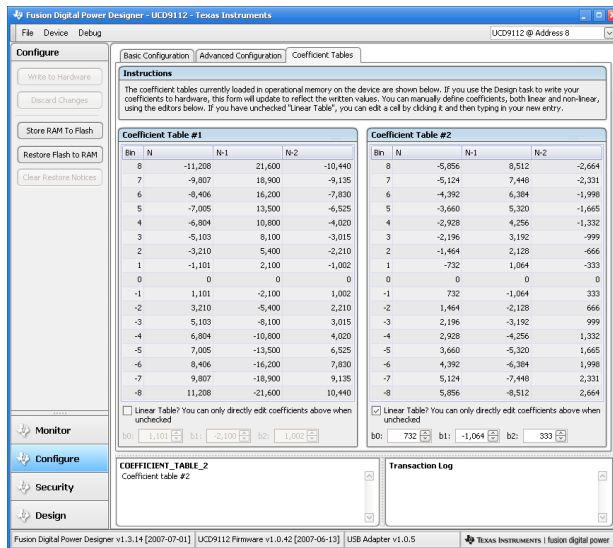 Fusion Digital Power Designer - UCD9112 - Texas Instruments
File Device Debug
UCD9112 @ Address 8
Configure
Write to Hardware
Discard Changes
Store RAM To Flash
Restore Flash to RAM
Clear Restore Notices
Basic Configuration Advanced Configuration Coefficient Tables
Instructions
The coefficient tables currently loaded in operational memory on the device are shown below. If you use the Design task to write your
coefficients to hardware, this form will update to reflect the written values. You can manually define coefficients, both linear and non-linear,
using the editors below. If you have unchecked "Linear Table", you can edit a cell by clicking it and then typing in your new entry.
Coefficient Table #1
Bin N N-1 N-2
8 -11,208 21,600 -10,440
7 -9,807 18,900 -9,135
6 -8,406 16,200 -7,830
5 -7,005 13,500 -6,525
4 -6,804 10,800 -4,020
3 -5,103 8,100 -3,015
2 -3,210 5,400 -2,210
1 -1,101 2,100 -1,002
0 0 0 0
-1 1,101 -2,100 1,002
-2 3,210 -5,400 2,210
-3 5,103 -8,100 3,015
-4 6,804 -10,800 4,020
-5 7,005 -13,500 6,525
-6 8,406 -16,200 7,830
-7 9,807 -18,900 9,135
-8 11,208 -21,600 10,440
Linear Table? You can only directly edit coefficients above when
unchecked
b0: 1,101 b1: -2,100 b2: 1,002
Coefficient Table #2
Bin N N-1 N-2
8 -5,856 8,512 -2,664
7 -5,124 7,448 -2,331
6 -4,392 6,384 -1,998
5 -3,660 5,320 -1,665
4 -2,928 4,256 -1,332
3 -2,196 3,192 -999
2 -1,464 2,128 -666
1 -732 1,064 -333
0 0 0 0
-1 732 -1,064 333
-2 1,464 -2,128 666
-3 2,196 -3,192 999
-4 2,928 -4,256 1,332
-5 3,660 -5,320 1,665
-6 4,392 -6,384 1,998
-7 5,124 -7,448 2,331
-8 5,856 -8,512 2,664
Linear Table? You can only directly edit coefficients above when
unchecked
b0: 732 b1: -1,064 b2: 333
Monitor
Configure
Security
Design
COEFFICIENT_TABLE_2
Coefficient table #2
Transaction Log
Fusion Digital Power Designer v1.3.14 [2007-07-01] UCD9112 Firmware v1.0.42 [2007-06-13] USB Adapter v1.0.5 TEXAS INSTRUMENTS | fusion digital power